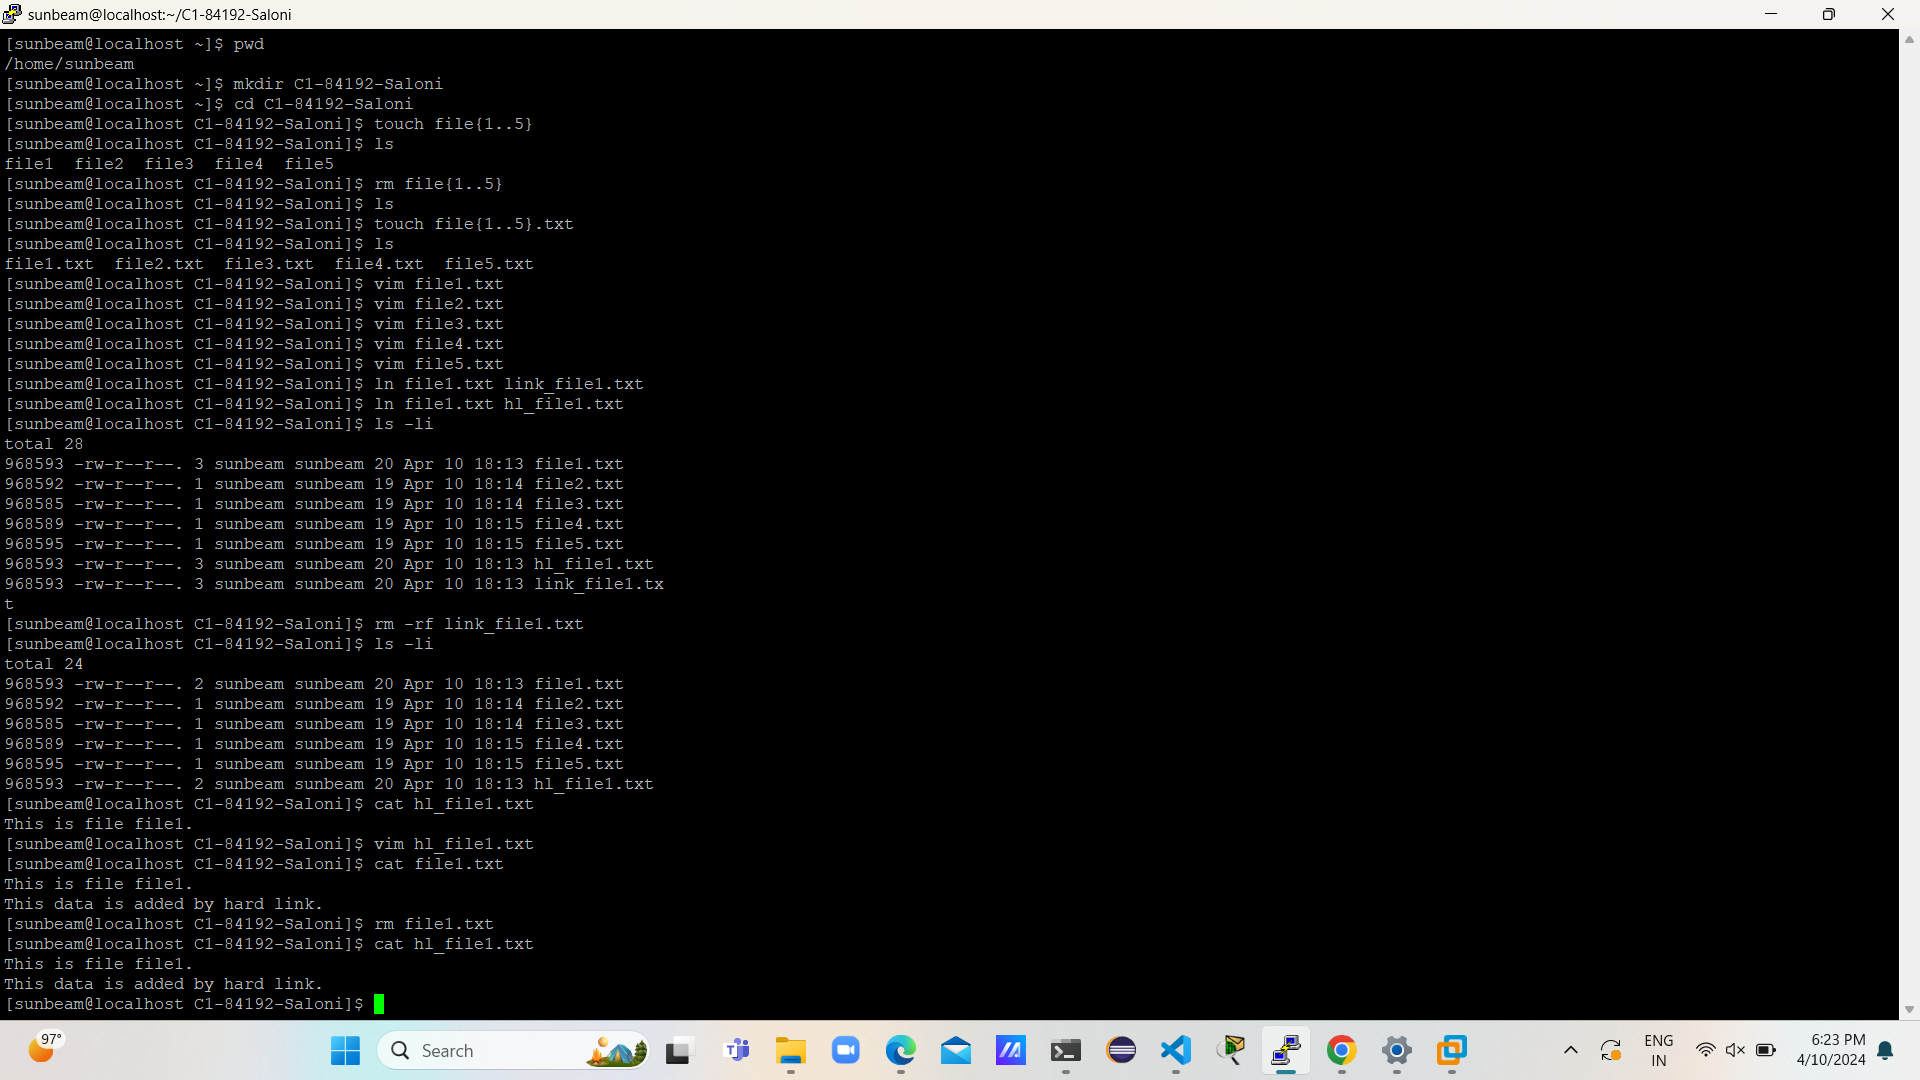 sunbeam@localhost:~/C1-84192-Saloni
[sunbeam@localhost ~]$ pwd
/home/sunbeam
[sunbeam@localhost ~]$ mkdir C1-84192-Saloni
[sunbeam@localhost ~]$ cd C1-84192-Saloni
[sunbeam@localhost C1-84192-Saloni]$ touch file{1..5}
[sunbeam@localhost C1-84192-Saloni]$ ls
file1  file2  file3  file4  file5
[sunbeam@localhost C1-84192-Saloni]$ rm file{1..5}
[sunbeam@localhost C1-84192-Saloni]$ ls
[sunbeam@localhost C1-84192-Saloni]$ touch file{1..5}.txt
[sunbeam@localhost C1-84192-Saloni]$ ls
file1.txt  file2.txt  file3.txt  file4.txt  file5.txt
[sunbeam@localhost C1-84192-Saloni]$ vim file1.txt
[sunbeam@localhost C1-84192-Saloni]$ vim file2.txt
[sunbeam@localhost C1-84192-Saloni]$ vim file3.txt
[sunbeam@localhost C1-84192-Saloni]$ vim file4.txt
[sunbeam@localhost C1-84192-Saloni]$ vim file5.txt
[sunbeam@localhost C1-84192-Saloni]$ ln file1.txt link_file1.txt
[sunbeam@localhost C1-84192-Saloni]$ ln file1.txt hl_file1.txt
[sunbeam@localhost C1-84192-Saloni]$ ls -li
total 28
968593 -rw-r--r--. 3 sunbeam sunbeam 20 Apr 10 18:13 file1.txt
968592 -rw-r--r--. 1 sunbeam sunbeam 19 Apr 10 18:14 file2.txt
968585 -rw-r--r--. 1 sunbeam sunbeam 19 Apr 10 18:14 file3.txt
968589 -rw-r--r--. 1 sunbeam sunbeam 19 Apr 10 18:15 file4.txt
968595 -rw-r--r--. 1 sunbeam sunbeam 19 Apr 10 18:15 file5.txt
968593 -rw-r--r--. 3 sunbeam sunbeam 20 Apr 10 18:13 hl_file1.txt
968593 -rw-r--r--. 3 sunbeam sunbeam 20 Apr 10 18:13 link_file1.tx
t
[sunbeam@localhost C1-84192-Saloni]$ rm -rf link_file1.txt
[sunbeam@localhost C1-84192-Saloni]$ ls -li
total 24
968593 -rw-r--r--. 2 sunbeam sunbeam 20 Apr 10 18:13 file1.txt
968592 -rw-r--r--. 1 sunbeam sunbeam 19 Apr 10 18:14 file2.txt
968585 -rw-r--r--. 1 sunbeam sunbeam 19 Apr 10 18:14 file3.txt
968589 -rw-r--r--. 1 sunbeam sunbeam 19 Apr 10 18:15 file4.txt
968595 -rw-r--r--. 1 sunbeam sunbeam 19 Apr 10 18:15 file5.txt
968593 -rw-r--r--. 2 sunbeam sunbeam 20 Apr 10 18:13 hl_file1.txt
[sunbeam@localhost C1-84192-Saloni]$ cat hl_file1.txt
This is file file1.
[sunbeam@localhost C1-84192-Saloni]$ vim hl_file1.txt
[sunbeam@localhost C1-84192-Saloni]$ cat file1.txt
This is file file1.
This data is added by hard link.
[sunbeam@localhost C1-84192-Saloni]$ rm file1.txt
[sunbeam@localhost C1-84192-Saloni]$ cat hl_file1.txt
This is file file1.
This data is added by hard link.
[sunbeam@localhost C1-84192-Saloni]$
97°
Search
ENG
IN
6:23 PM
4/10/2024